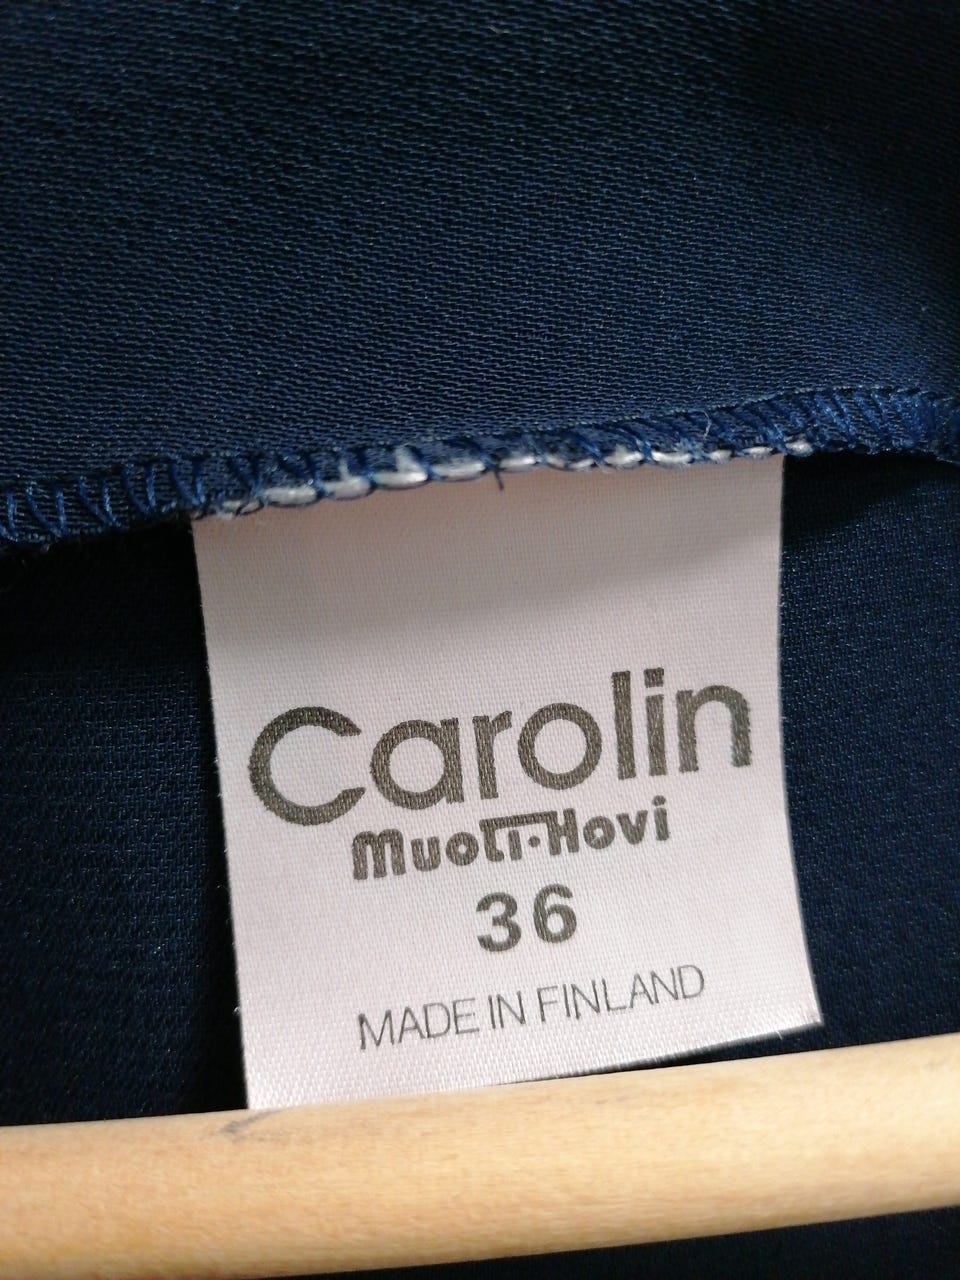 Carolin
Muoti-Hovi
36
MADE IN FINLAND